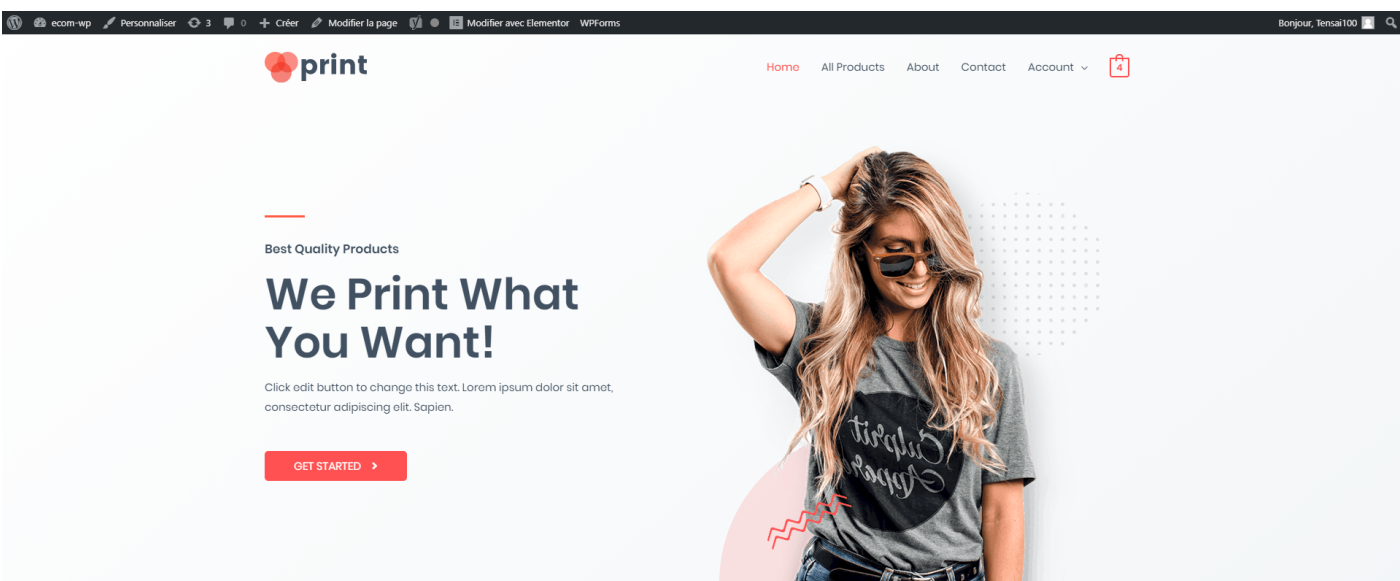 ecom-wp Personnaliser 3 0 Créer Modifier la page Modifier avec Elementor WPForms Bonjour, Tensai100
print
Home All Products About Contact Account 4
Best Quality Products
We Print What
You Want!
Click edit button to change this text. Lorem ipsum dolor sit amet,
consectetur adipiscing elit. Sapien.
GET STARTED
Culprit
Apparel